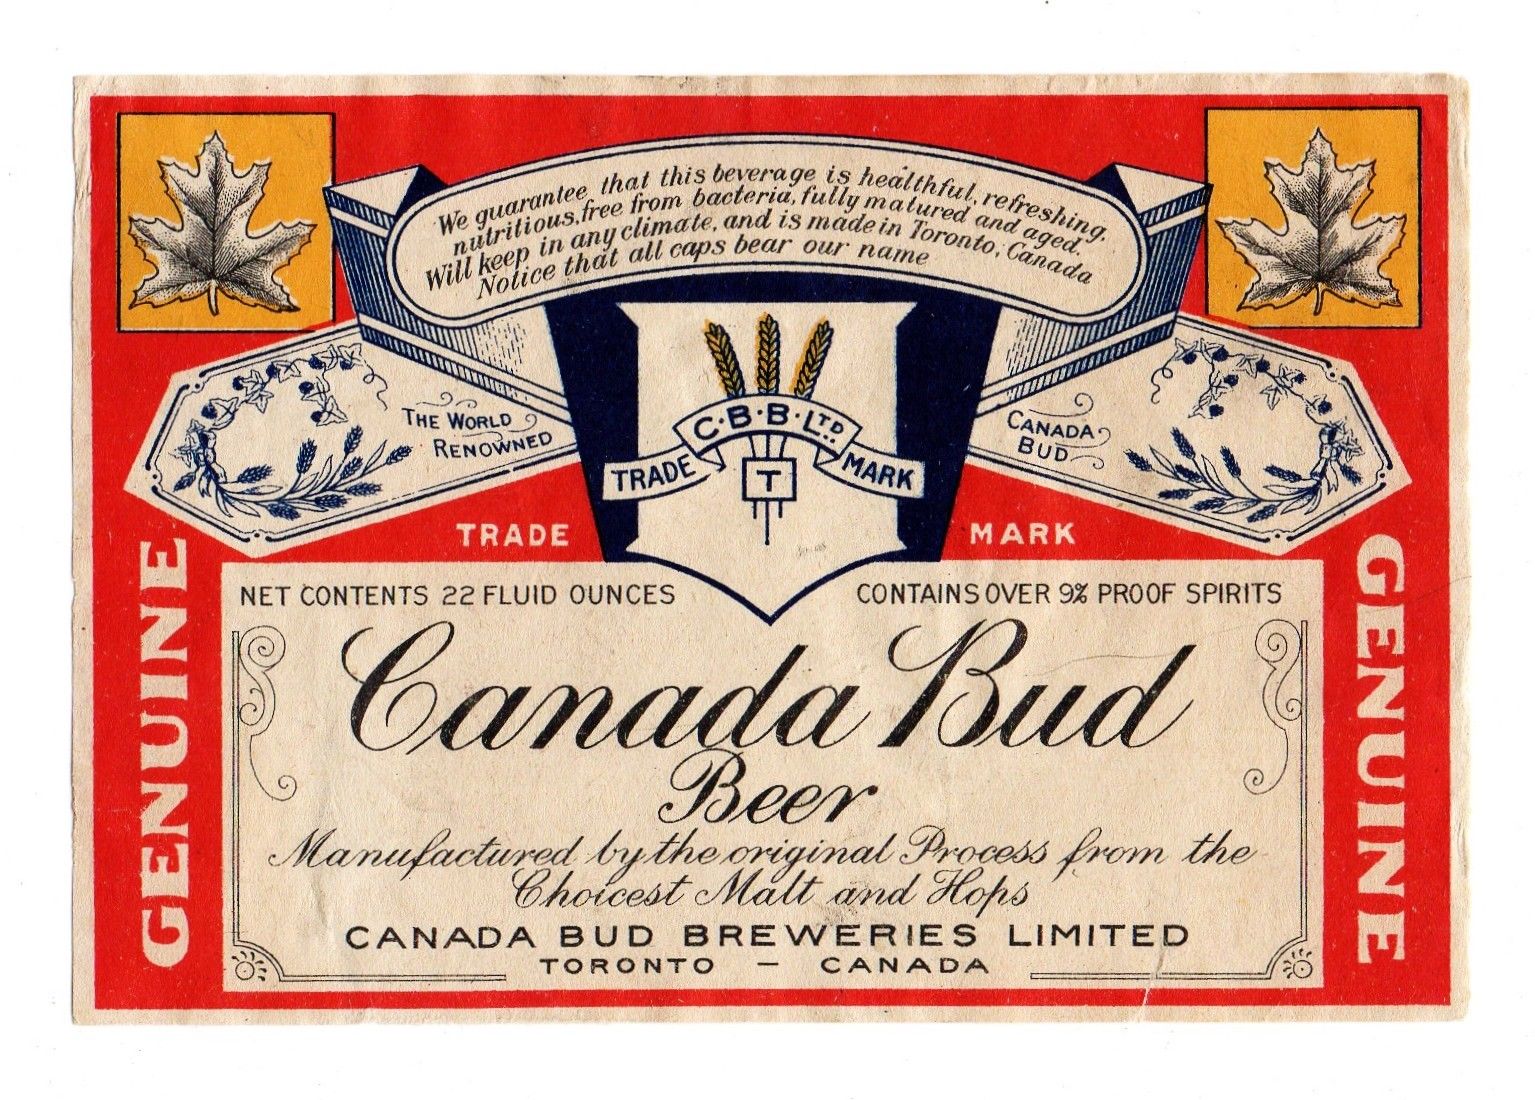 We guarantee that this beverage is healthful, refreshing,
nutritious, free from bacteria, fully matured and aged.
Will keep in any climate, and is made in Toronto, Canada
Notice that all caps bear our name
THE WORLD
RENOWNED
CANADA
BUD
C·B·B·LTD.
TRADE MARK
T
TRADE MARK
GENUINE
GENUINE
NET CONTENTS 22 FLUID OUNCES
CONTAINS OVER 9% PROOF SPIRITS
Canada Bud
Beer
Manufactured by the original Process from the
Choicest Malt and Hops
CANADA BUD BREWERIES LIMITED
TORONTO – CANADA